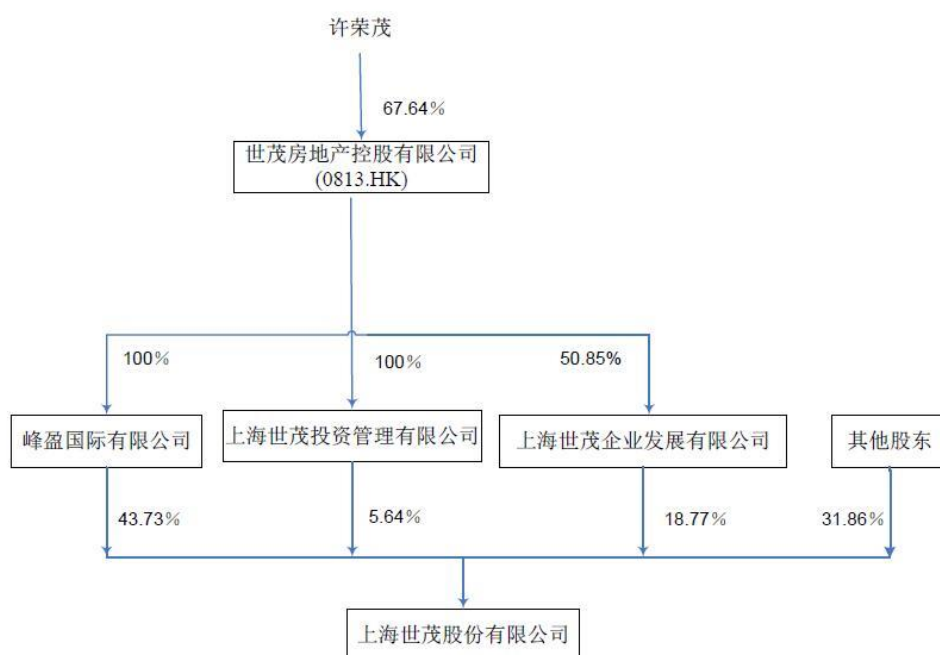 许荣茂
67.64%
世茂房地产控股有限公司
(0813.HK)
100%
100%
50.85%
峰盈国际有限公司
上海世茂投资管理有限公司
上海世茂企业发展有限公司
其他股东
43.73%
5.64%
18.77%
31.86%
上海世茂股份有限公司